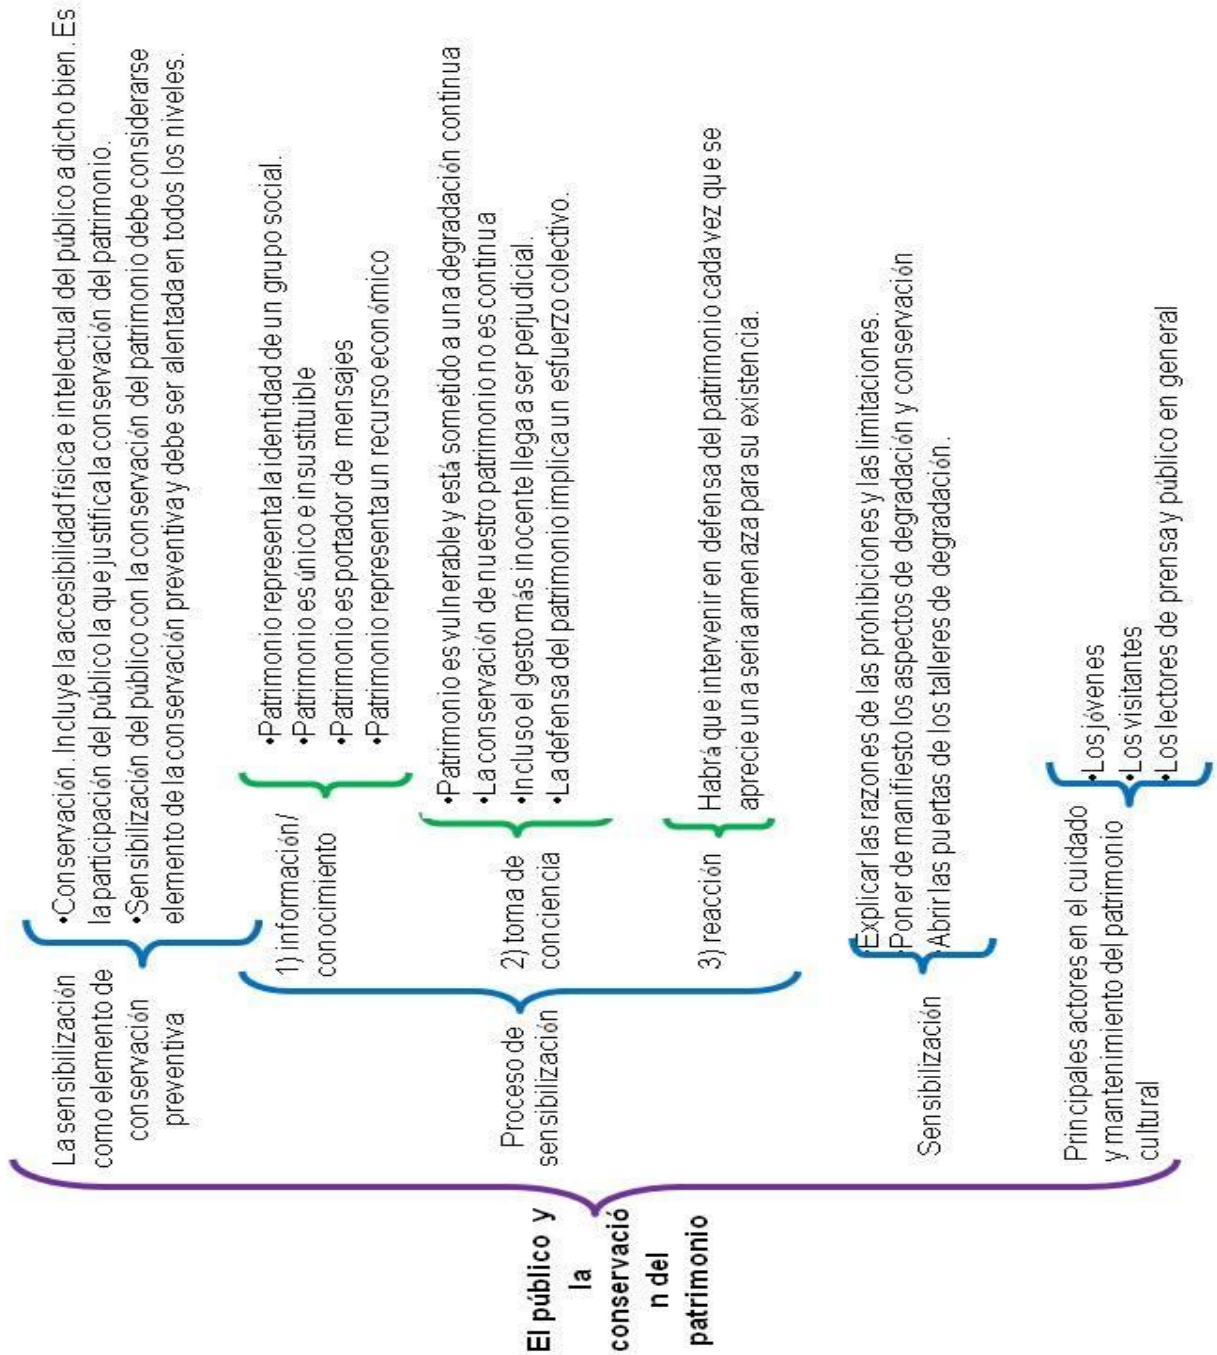 El público y
la
conservació
n del
patrimonio
La sensibilización
como elemento de
conservación
preventiva
•Conservación. Incluye la accesibilidad física e intelectual del público a dicho bien. Es
la participación del público la que justifica la conservación del patrimonio.
•Sensibilización del público con la conservación del patrimonio debe considerarse
elemento de la conservación preventiva y debe ser alentada en todos los niveles.
Proceso de
sensibilización
1) información/
conocimiento
•Patrimonio representa la identidad de un grupo social.
•Patrimonio es único e insustituible
•Patrimonio es portador de mensajes
•Patrimonio representa un recurso económico
2) toma de
conciencia
•Patrimonio es vulnerable y está sometido a una degradación continua
•La conservación de nuestro patrimonio no es continua
•Incluso el gesto más inocente llega a ser perjudicial.
•La defensa del patrimonio implica un esfuerzo colectivo.
3) reacción
Habrá que intervenir en defensa del patrimonio cada vez que se
aprecie una seria amenaza para su existencia.
Sensibilización
•Explicar las razones de las prohibiciones y las limitaciones.
•Poner de manifiesto los aspectos de degradación y conservación
•Abrir las puertas de los talleres de degradación.
Principales actores en el cuidado
y mantenimiento del patrimonio
cultural
•Los jóvenes
•Los visitantes
•Los lectores de prensa y público en general